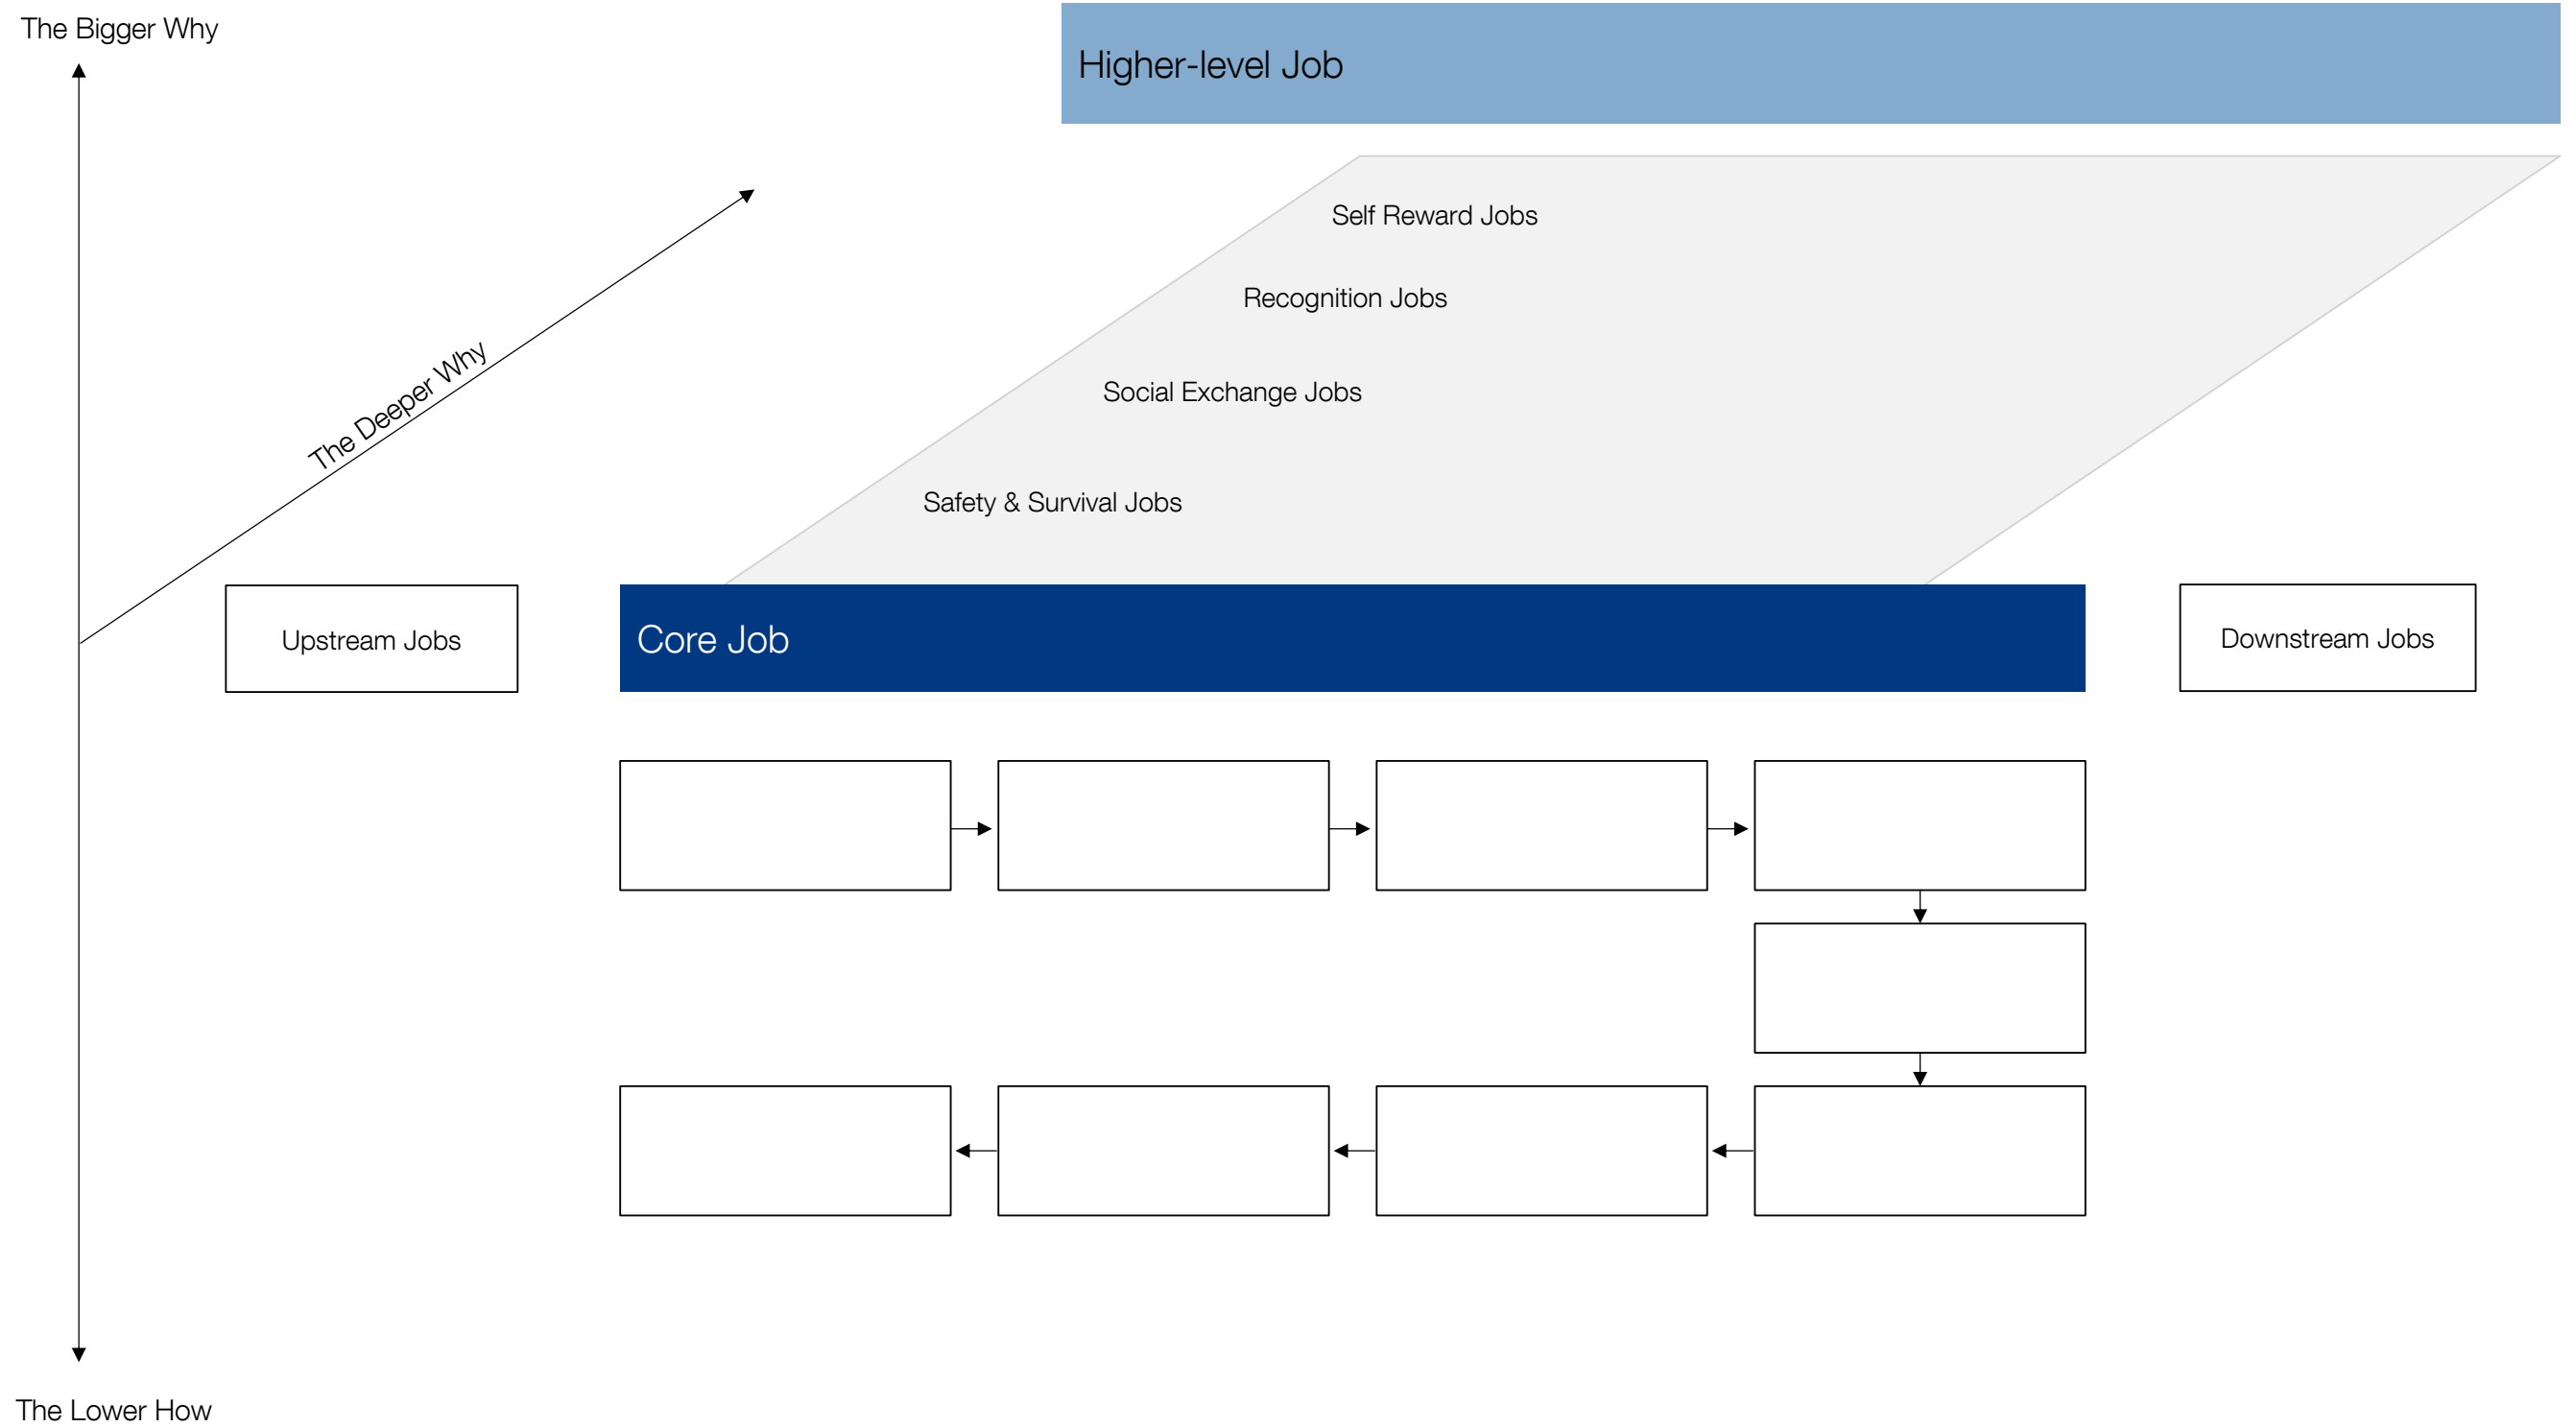 The Bigger Why
Higher-level Job
Self Reward Jobs
Recognition Jobs
The Deeper Why
Social Exchange Jobs
Safety & Survival Jobs
Upstream Jobs
Core Job
Downstream Jobs
The Lower How